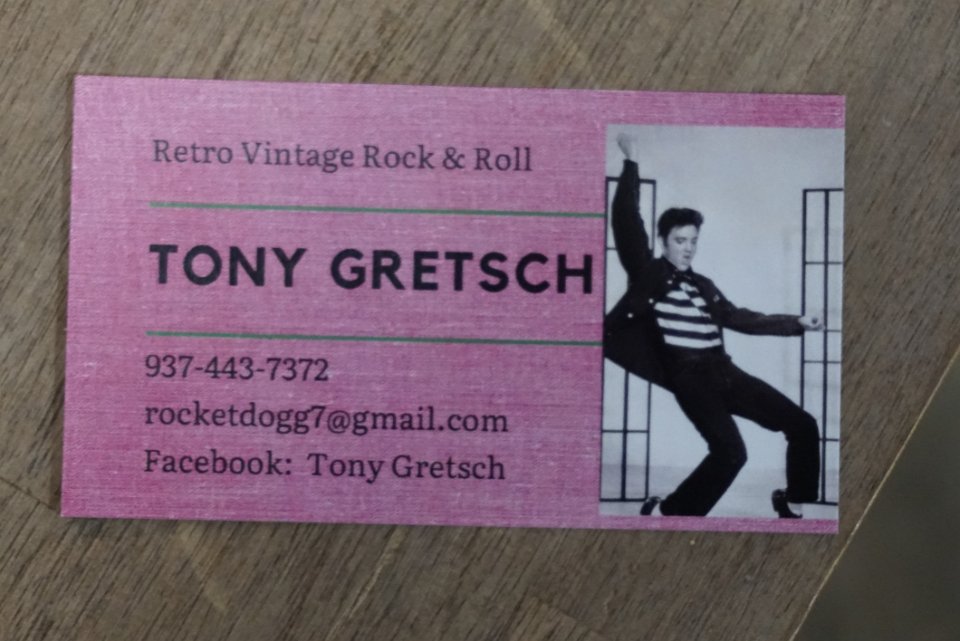 Retro Vintage Rock & Roll
TONY GRETSCH
937-443-7372
rocketdogg7@gmail.com
Facebook: Tony Gretsch